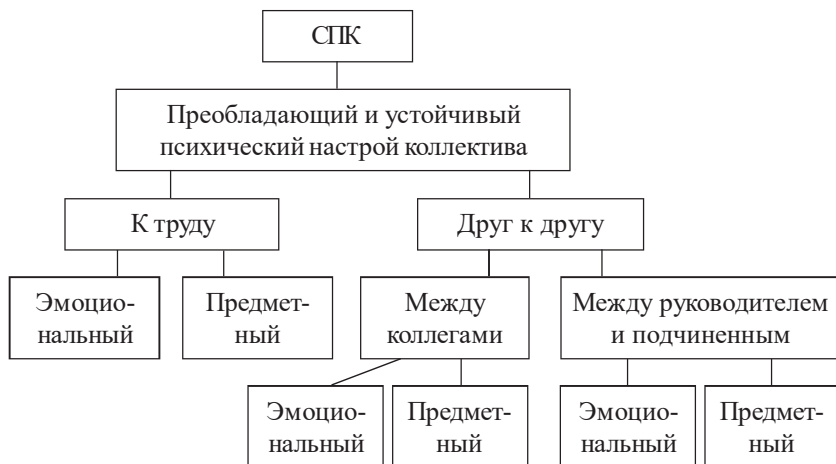 СПК
Преобладающий и устойчивый
психический настрой коллектива
К труду
Друг к другу
Эмоцио-
нальный
Предмет-
ный
Между
коллегами
Между руководителем
и подчиненным
Эмоцио-
нальный
Предмет-
ный
Эмоцио-
нальный
Предмет-
ный